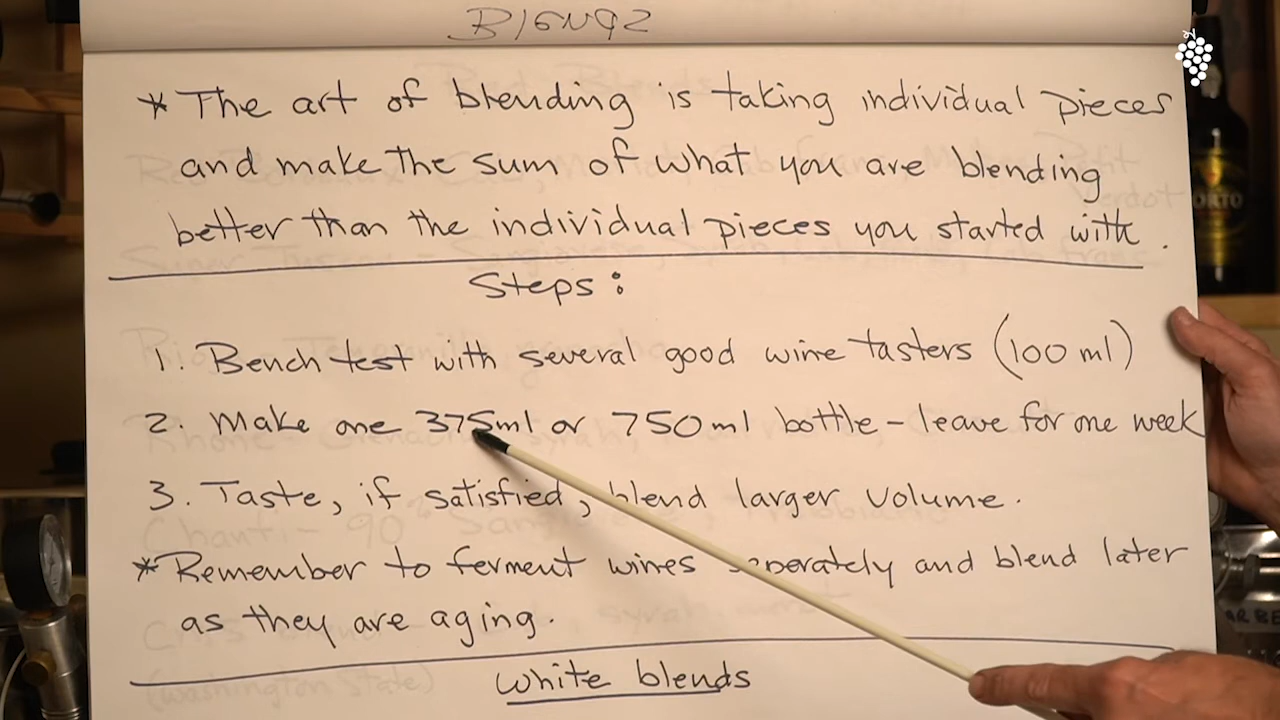 * The art of blending is taking individual pieces
and make the sum of what you are blending
better than the individual pieces you started with.
Steps:
1. Bench test with several good wine tasters (100 ml)
2. Make one 375ml or 750ml bottle - leave for one week
3. Taste, if satisfied, blend larger volume.
* Remember to ferment wines seperately and blend later
as they are aging.
White blends